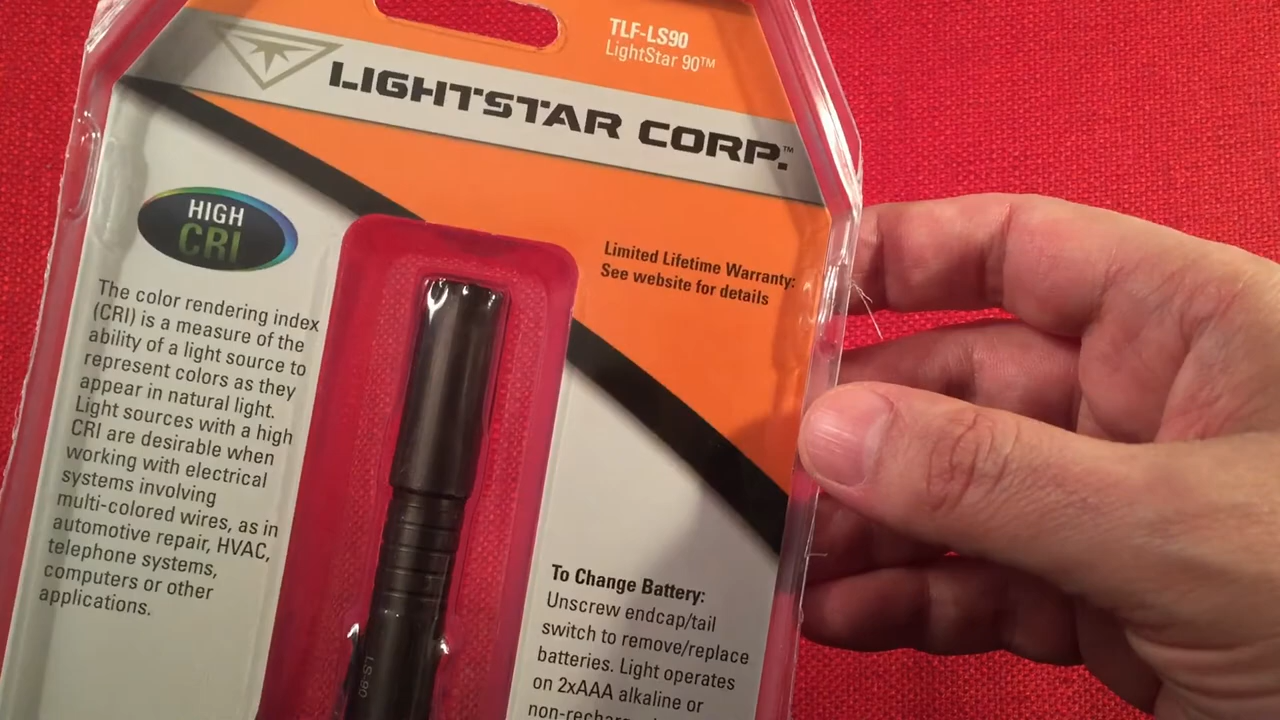 TLF-LS90
LightStar 90™
LIGHTSTAR CORP.™
HIGH
CRI
The color rendering index
(CRI) is a measure of the
ability of a light source to
represent colors as they
appear in natural light.
Light sources with a high
CRI are desirable when
working with electrical
systems involving
multi-colored wires, as in
automotive repair, HVAC,
telephone systems,
computers or other
applications.
Limited Lifetime Warranty:
See website for details
LS-90
To Change Battery:
Unscrew endcap/tail
switch to remove/replace
batteries. Light operates
on 2xAAA alkaline or